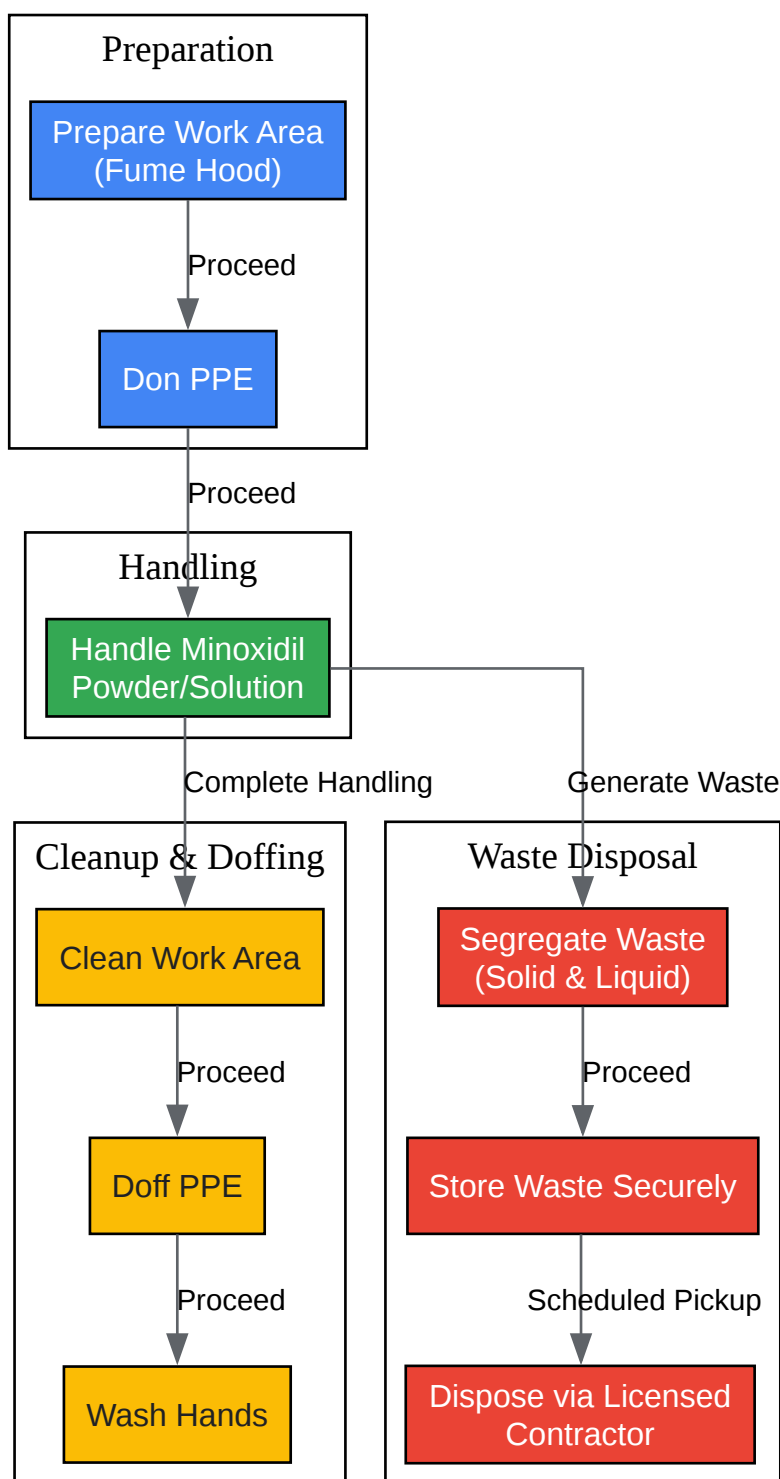 Preparation
Prepare Work Area
(Fume Hood)
Proceed
Don PPE
Proceed
Handling
Handle Minoxidil
Powder/Solution
Complete Handling
Generate Waste
Cleanup & Doffing
Waste Disposal
Clean Work Area
Segregate Waste
(Solid & Liquid)
Proceed
Proceed
Doff PPE
Store Waste Securely
Proceed
Scheduled Pickup
Wash Hands
Dispose via Licensed
Contractor